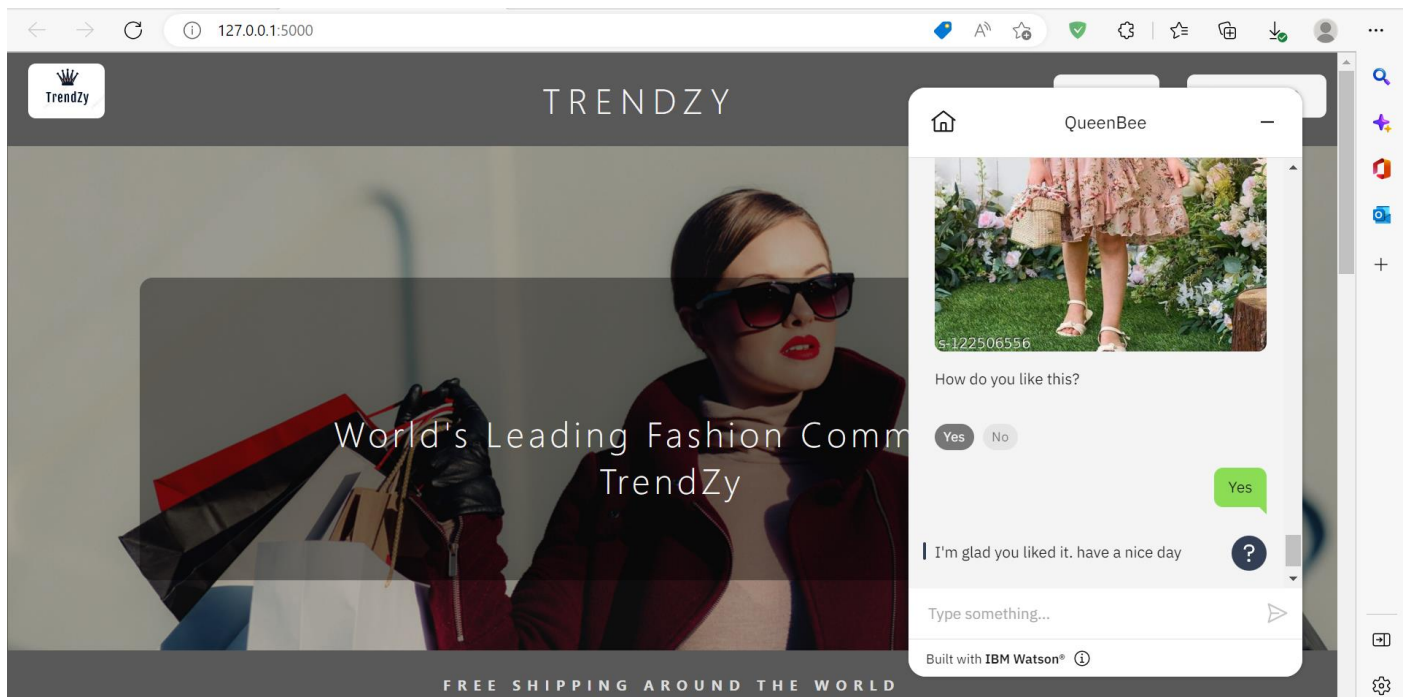 127.0.0.1:5000
TrendZy
TRENDZY
World's Leading Fashion Comm
TrendZy
FREE SHIPPING AROUND THE WORLD
QueenBee
s-122506556
How do you like this?
Yes
No
Yes
I'm glad you liked it. have a nice day
?
Type something...
Built with IBM Watson®